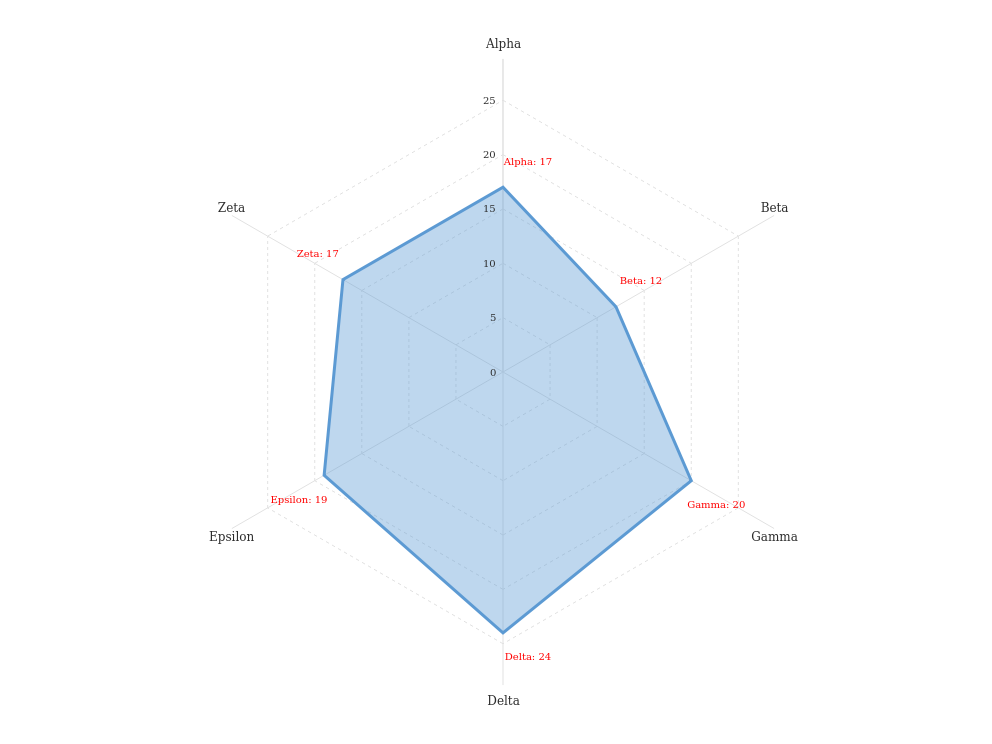 Alpha
25
20
Alpha: 17
Zeta
15
Beta
Zeta: 17
10
Beta: 12
5
0
Epsilon: 19
Gamma: 20
Epsilon
Gamma
Delta: 24
Delta